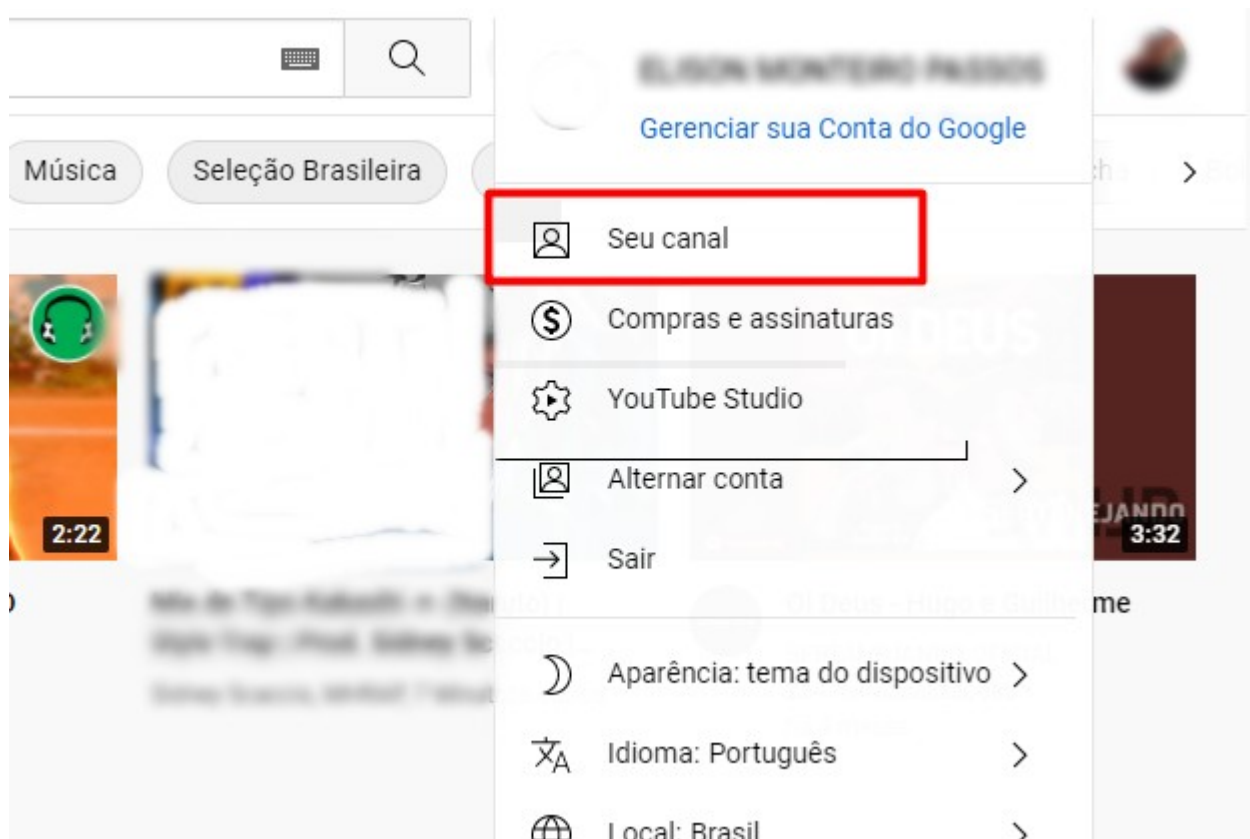 Gerenciar sua Conta do Google
Música
Seleção Brasileira
Seu canal
Compras e assinaturas
YouTube Studio
Alternar conta
Sair
2:22
EJANDO
3:32
me
Aparência: tema do dispositivo
Idioma: Português
Local: Brasil